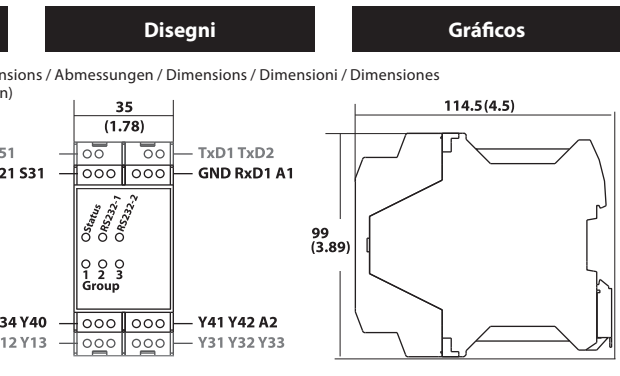 Disegni
Gráficos
nsions / Abmessungen / Dimensions / Dimensioni / Dimensiones
n)
35
(1.78)
114.5(4.5)
51
TxD1 TxD2
21 S31
GND RxD1 A1
Status
RS232-1
RS232-2
99
(3.89)
1 2 3
Group
34 Y40
Y41 Y42 A2
12 Y13
Y31 Y32 Y33